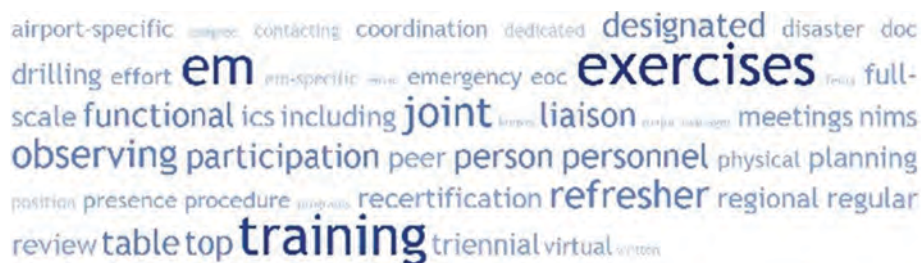 airport-specific contacting coordination dedicated designated disaster doc
drilling effort em em-specific emergency eoc exercises full-
scale functional ics including joint liaison meetings nims
observing participation peer person personnel physical planning
position presence procedure recertification refresher regional regular
review table top training triennial virtual written